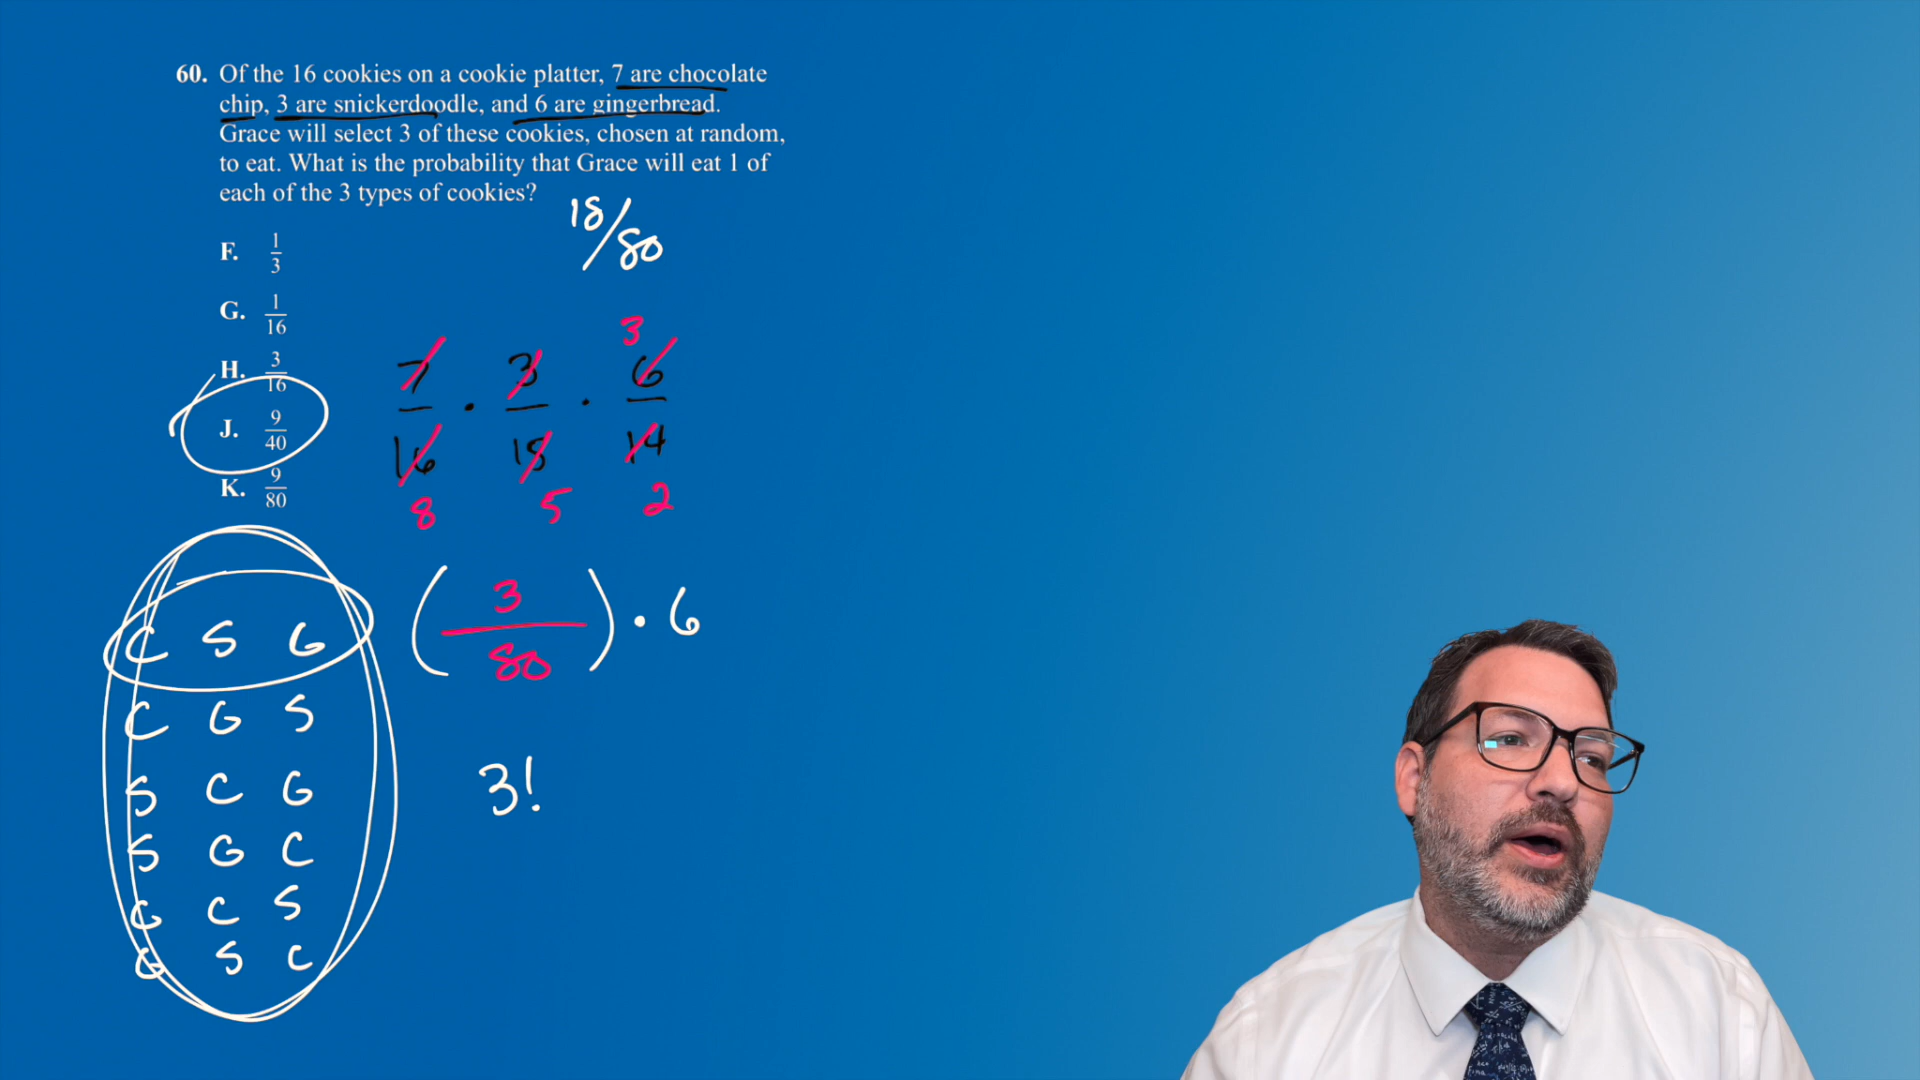 60. Of the 16 cookies on a cookie platter, 7 are chocolate
chip, 3 are snickerdoodle, and 6 are gingerbread.
Grace will select 3 of these cookies, chosen at random,
to eat. What is the probability that Grace will eat 1 of
each of the 3 types of cookies?
18/80
F. 1/3
G. 1/16
H. 3/16
J. 9/40
K. 9/80
3
7/16 · 3/15 · 6/14
8 5 2
(3/80) · 6
C S G
C G S
S C G
S G C
G C S
G S C
3!